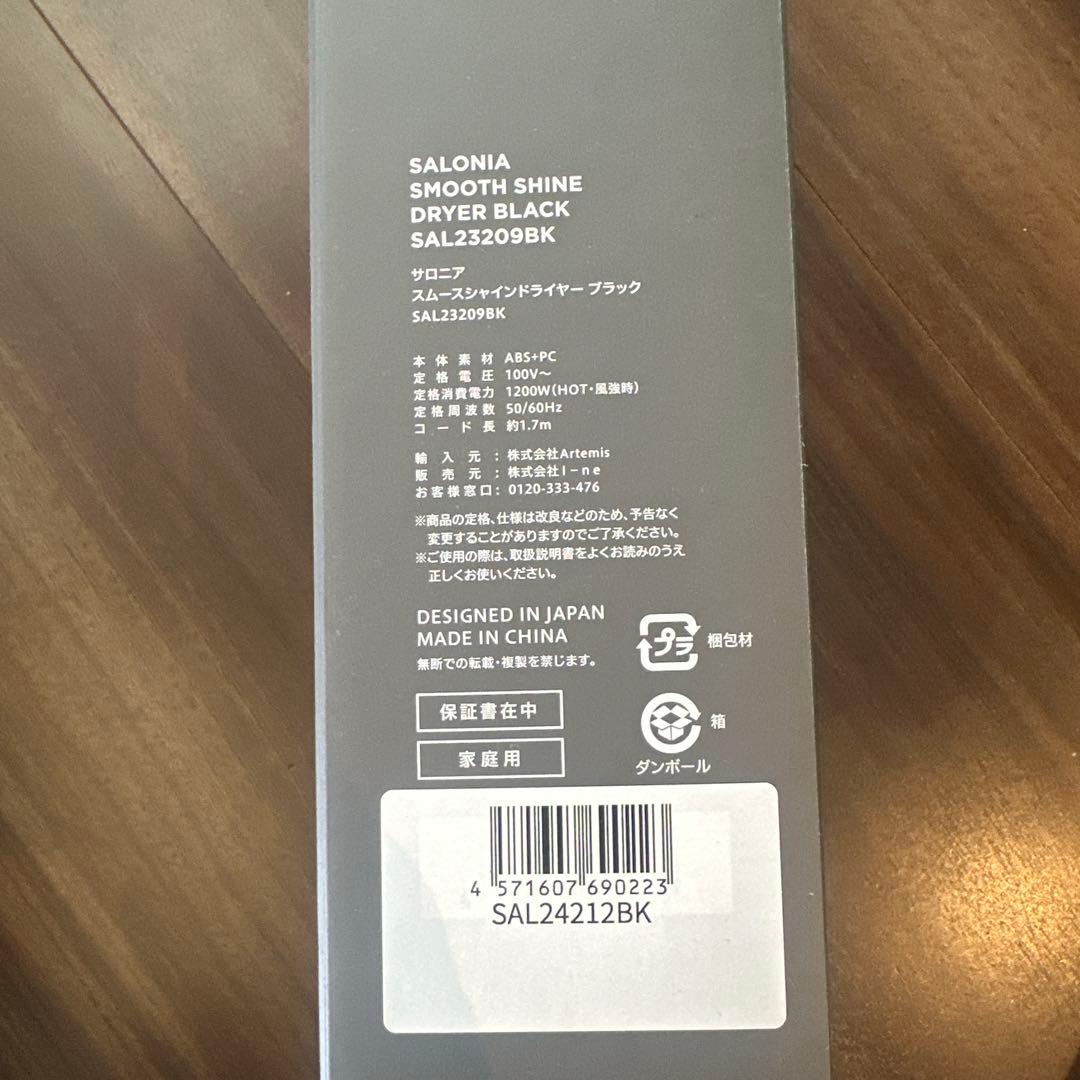 SALONIA
SMOOTH SHINE
DRYER BLACK
SAL23209BK
サロニア
スムースシャインドライヤー ブラック
SAL23209BK
本体素材 ABS+PC
定格電圧 100V～
定格消費電力 1200W(HOT・風強時)
定格周波数 50/60Hz
コード長 約1.7m
輸入元:株式会社Artemis
販売元:株式会社I-ne
お客様窓口:0120-333-476
※商品の定格、仕様は改良などのため、予告なく
変更することがありますのでご了承ください。
※ご使用の際は、取扱説明書をよくお読みのうえ
正しくお使いください。
DESIGNED IN JAPAN
MADE IN CHINA
無断での転載・複製を禁じます。
プラ 梱包材
保証書在中
箱
家庭用
ダンボール
4 571607 690223
SAL24212BK